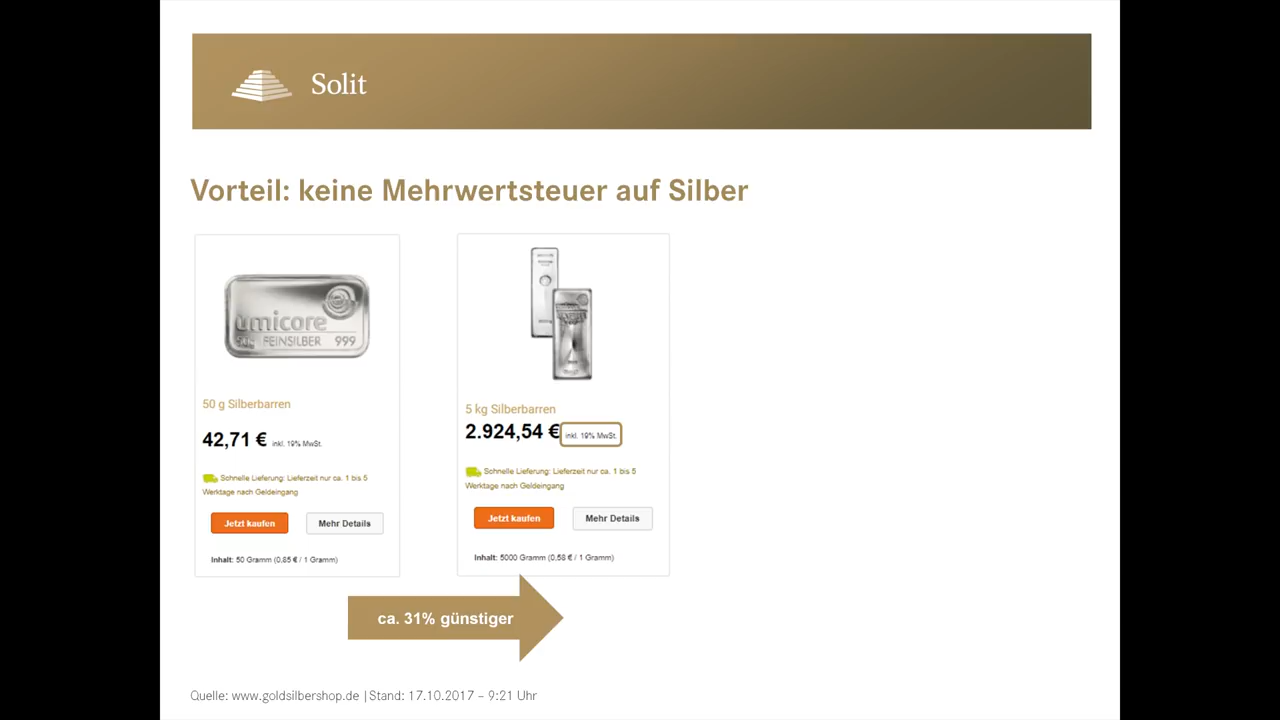 Solit
Vorteil: keine Mehrwertsteuer auf Silber
umicore
FEINSILBER 999
50 g Silberbarren
42,71 € inkl. 19% MwSt.
Schnelle Lieferung: Lieferzeit nur ca. 1 bis 5
Werktage nach Geldeingang
Jetzt kaufen Mehr Details
Inhalt: 50 Gramm (0,85 € / 1 Gramm)
5 kg Silberbarren
2.924,54 € inkl. 19% MwSt.
Schnelle Lieferung: Lieferzeit nur ca. 1 bis 5
Werktage nach Geldeingang
Jetzt kaufen Mehr Details
Inhalt: 5000 Gramm (0,58 € / 1 Gramm)
ca. 31% günstiger
Quelle: www.goldsilbershop.de | Stand: 17.10.2017 – 9:21 Uhr